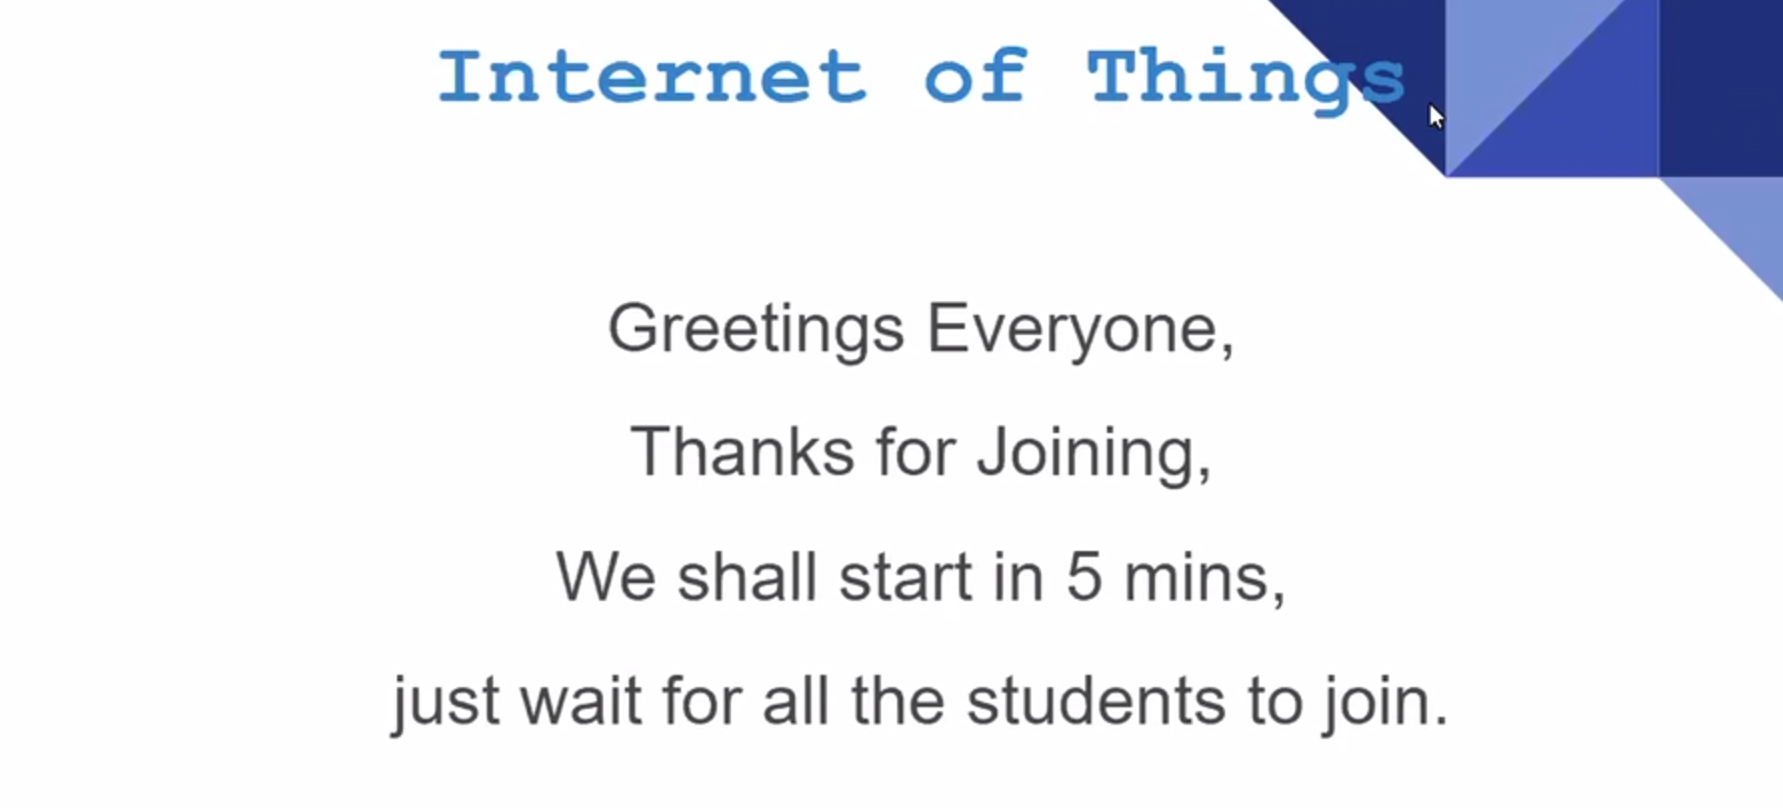 Internet of Things
Greetings Everyone,
Thanks for Joining,
We shall start in 5 mins,
just wait for all the students to join.